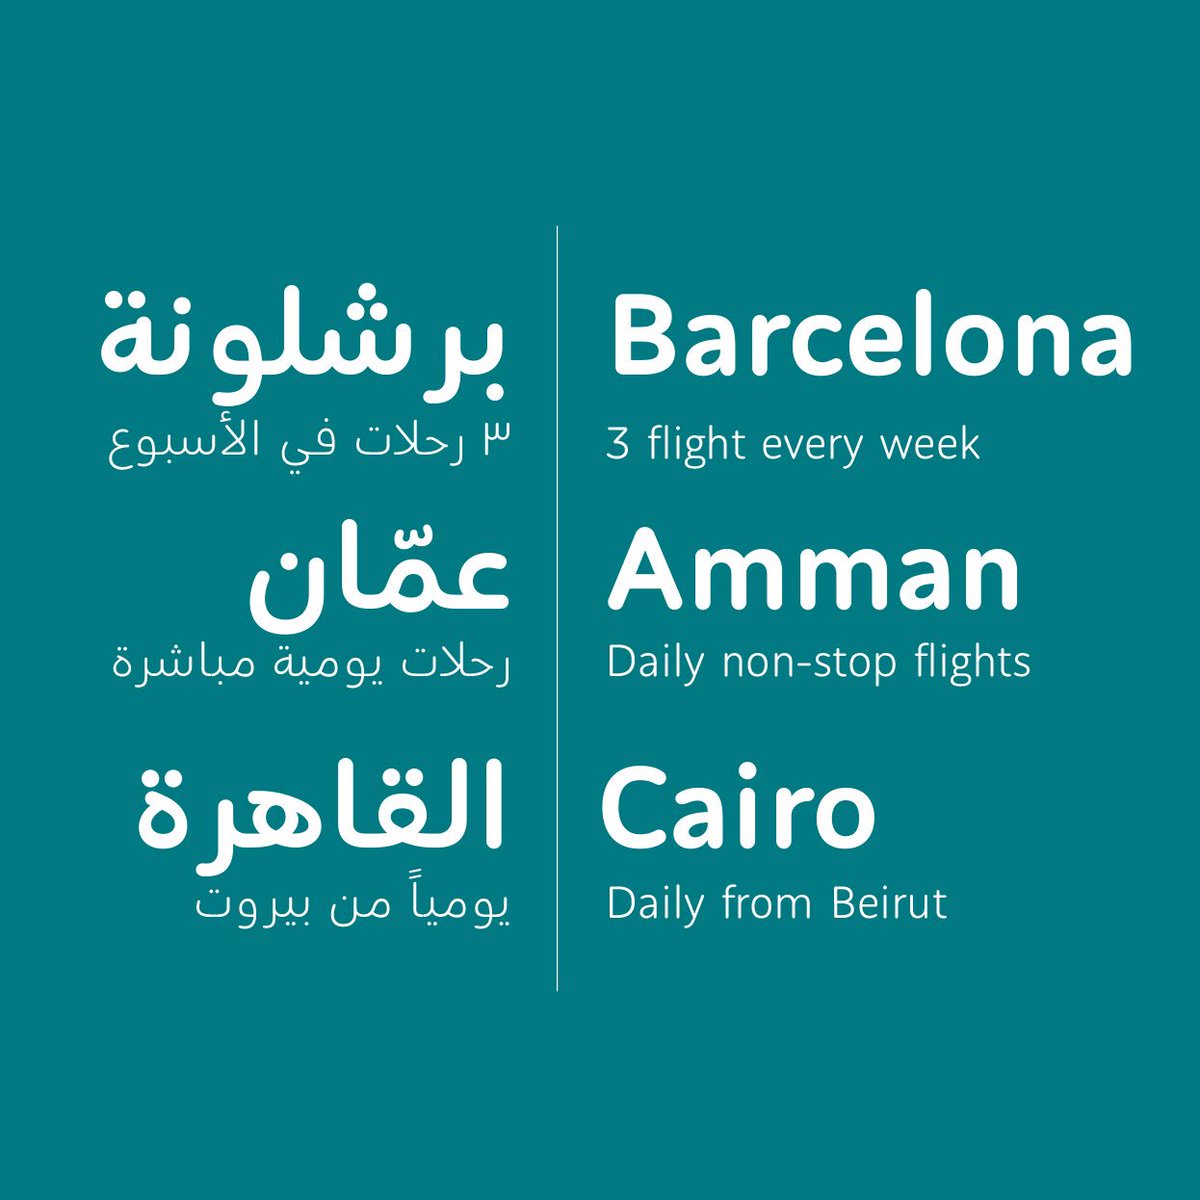 برشلونة
٣ رحلات في الأسبوع
عمّان
رحلات يومية مباشرة
القاهرة
يومياً من بيروت
Barcelona
3 flight every week
Amman
Daily non-stop flights
Cairo
Daily from Beirut